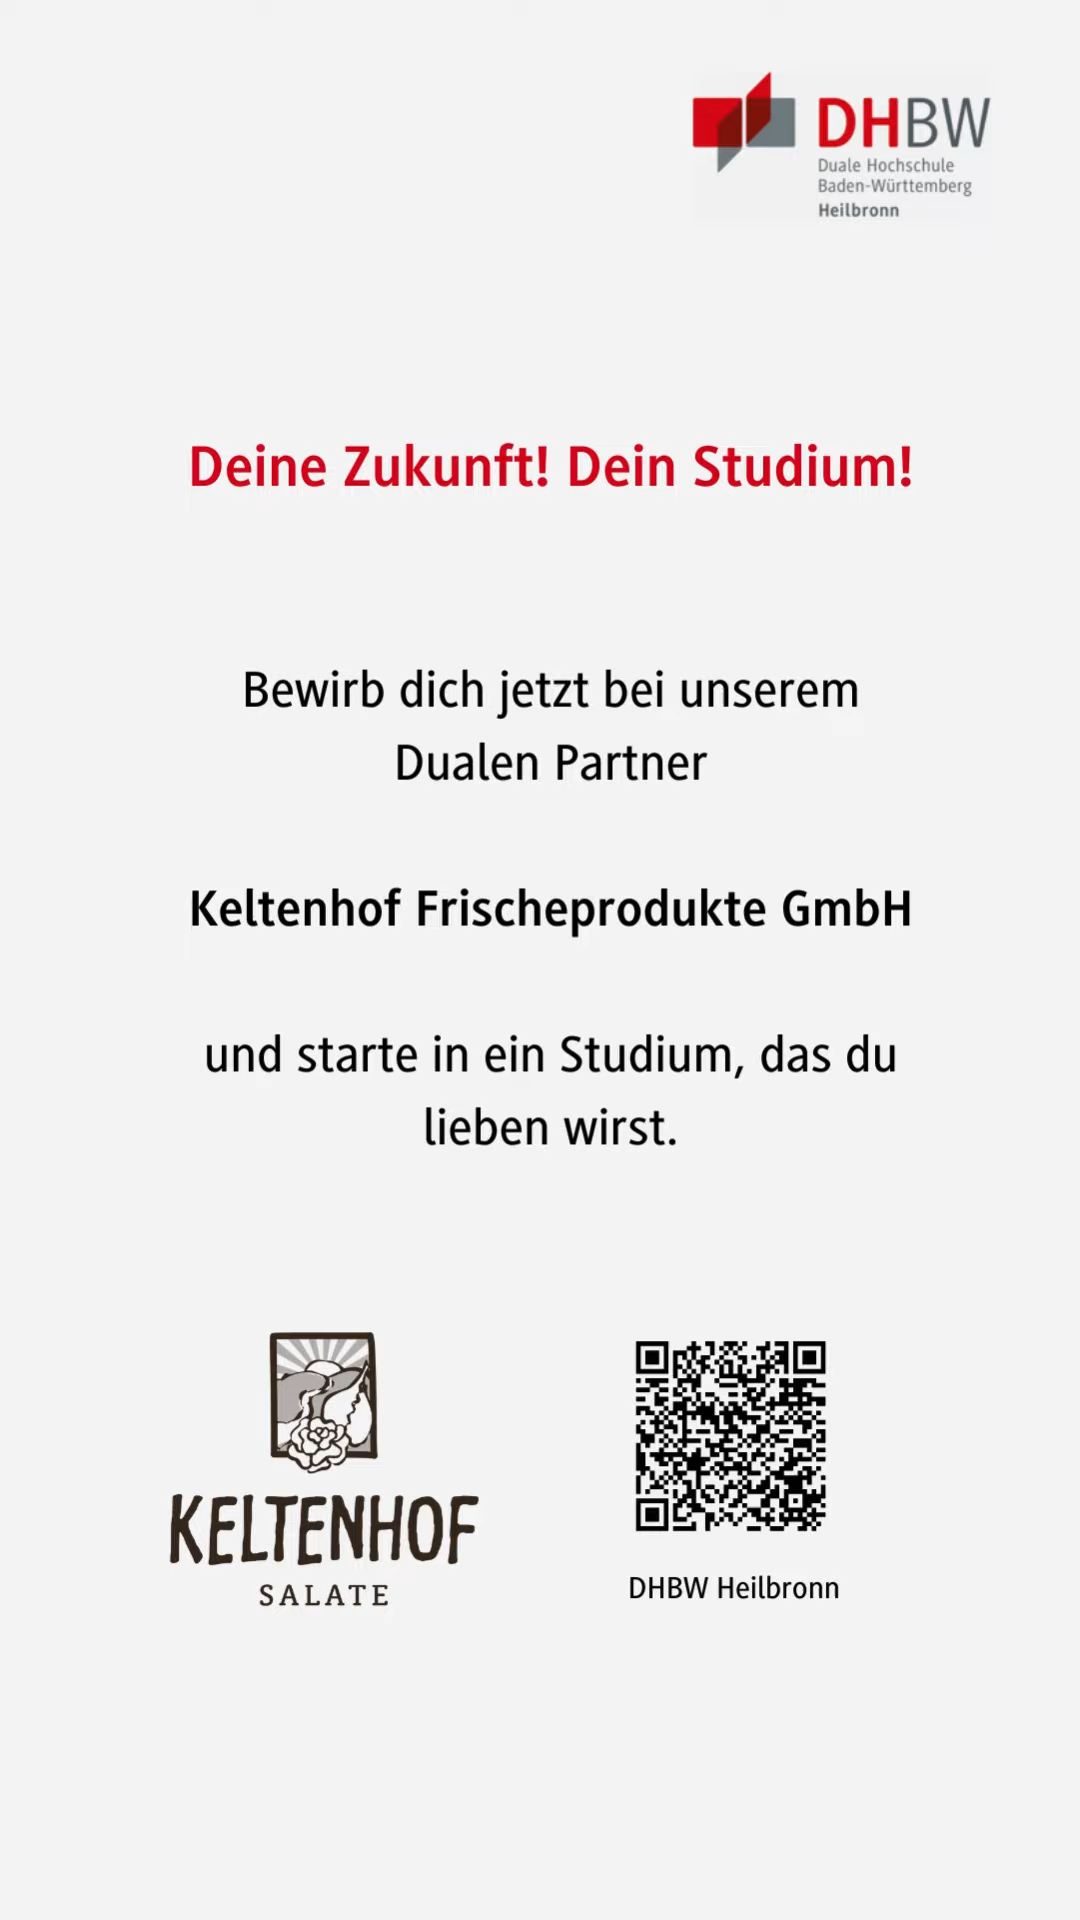 DHBW
Duale Hochschule
Baden-Württemberg
Heilbronn
Deine Zukunft! Dein Studium!
Bewirb dich jetzt bei unserem
Dualen Partner
Keltenhof Frischeprodukte GmbH
und starte in ein Studium, das du
lieben wirst.
KELTENHOF
SALATE
DHBW Heilbronn